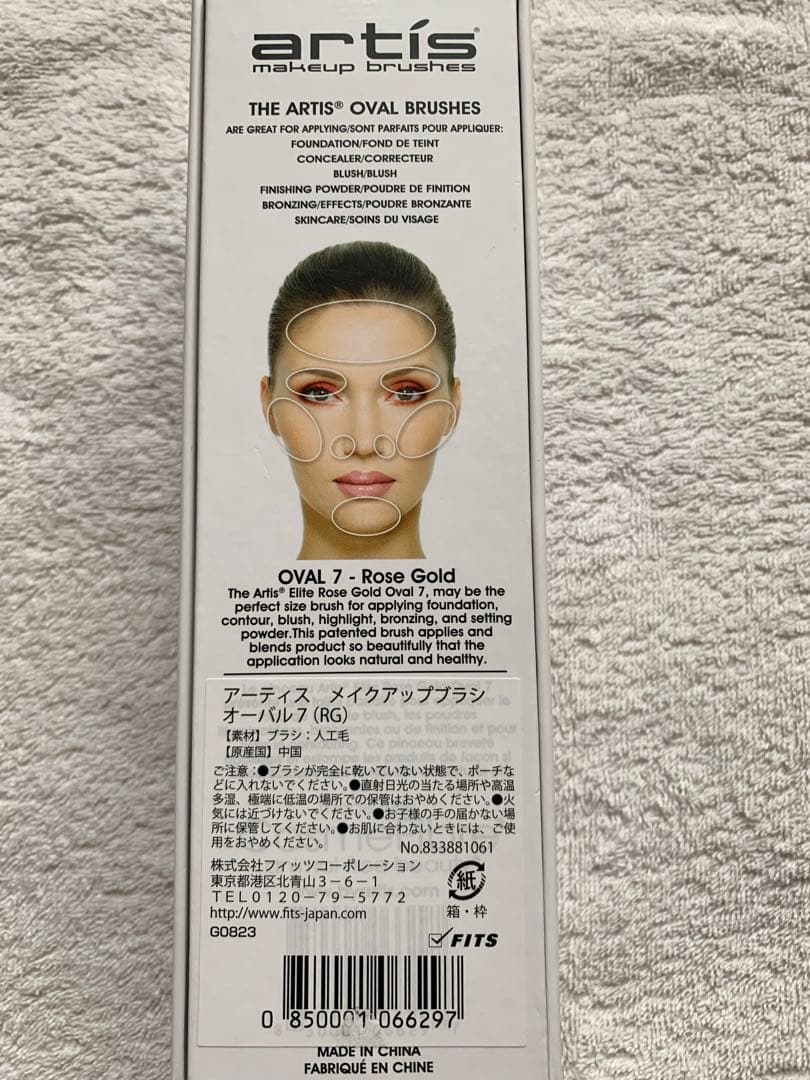 artís®
makeup brushes
THE ARTIS® OVAL BRUSHES
ARE GREAT FOR APPLYING/SONT PARFAITS POUR APPLIQUER:
FOUNDATION/FOND DE TEINT
CONCEALER/CORRECTEUR
BLUSH/BLUSH
FINISHING POWDER/POUDRE DE FINITION
BRONZING/EFFECTS/POUDRE BRONZANTE
SKINCARE/SOINS DU VISAGE
OVAL 7 - Rose Gold
The Artis® Elite Rose Gold Oval 7, may be the
perfect size brush for applying foundation,
contour, blush, highlight, bronzing, and setting
powder.This patented brush applies and
blends product so beautifully that the
application looks natural and healthy.
アーティス　メイクアップブラシ
オーバル７（RG）
【素材】ブラシ：人工毛
【原産国】中国
ご注意：●ブラシが完全に乾いていない状態で、ポーチな
どに入れないでください。●直射日光の当たる場所や高温
多湿、極端に低温の場所での保管はおやめください。●火
気には近づけないでください。●お子様の手の届かない場
所に保管してください。●お肌に合わないときには、ご使
用をおやめください。
No.833881061
株式会社フィッツコーポレーション
東京都港区北青山３－６－１
ＴＥＬ０１２０－７９－５７７２
http://www.fits-japan.com
紙
箱・枠
G0823
FITS
0 850001 066297
MADE IN CHINA
FABRIQUÉ EN CHINE